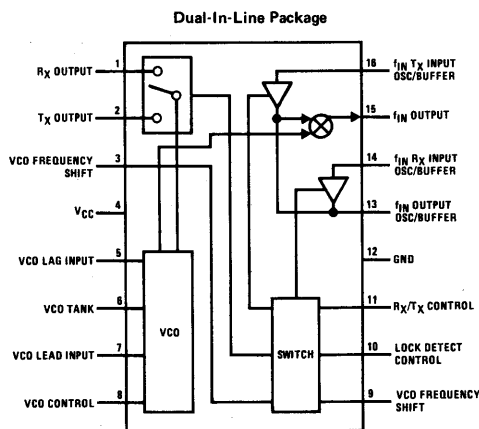 Dual-In-Line Package
RX OUTPUT 1
TX OUTPUT 2
VCO FREQUENCY SHIFT 3
VCC 4
VCO LAG INPUT 5
VCO TANK 6
VCO LEAD INPUT 7
VCO CONTROL 8
VCO
SWITCH
16 fIN TX INPUT OSC/BUFFER
15 fIN OUTPUT
14 fIN RX INPUT OSC/BUFFER
13 fIN OUTPUT OSC/BUFFER
12 GND
11 RX/TX CONTROL
10 LOCK DETECT CONTROL
9 VCO FREQUENCY SHIFT